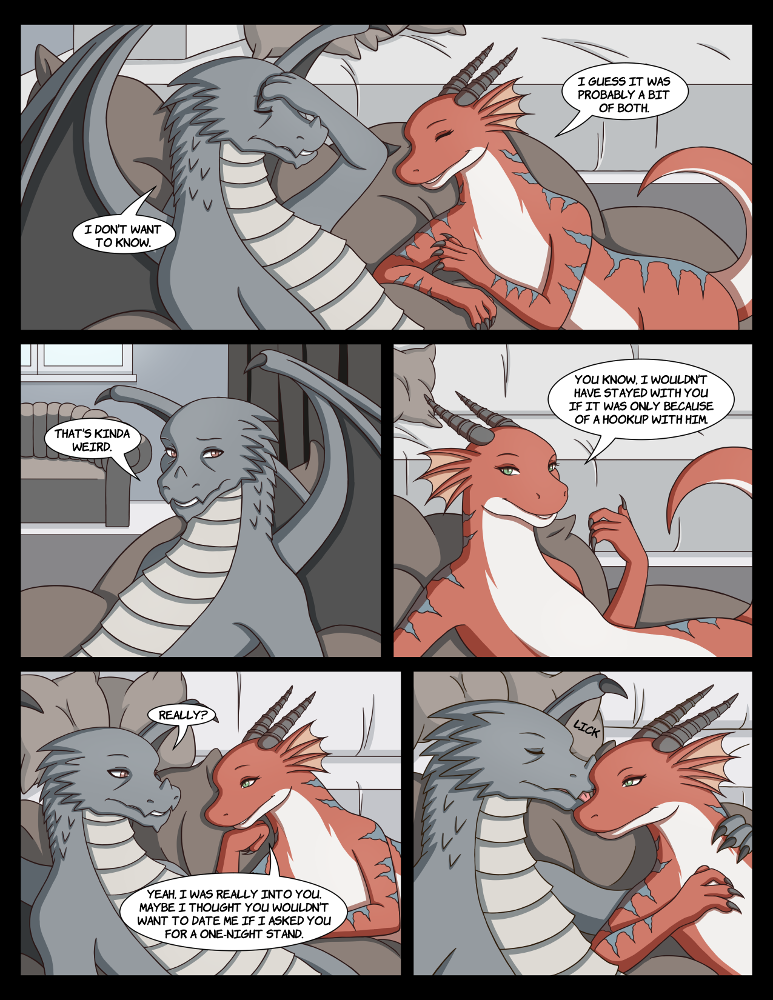 I GUESS IT WAS
PROBABLY A BIT
OF BOTH.
I DON'T WANT
TO KNOW.
THAT'S KINDA
WEIRD.
YOU KNOW, I WOULDN'T
HAVE STAYED WITH YOU
IF IT WAS ONLY BECAUSE
OF A HOOKUP WITH HIM.
REALLY?
YEAH, I WAS REALLY INTO YOU.
MAYBE I THOUGHT YOU WOULDN'T
WANT TO DATE ME IF I ASKED YOU
FOR A ONE-NIGHT STAND.
LICK